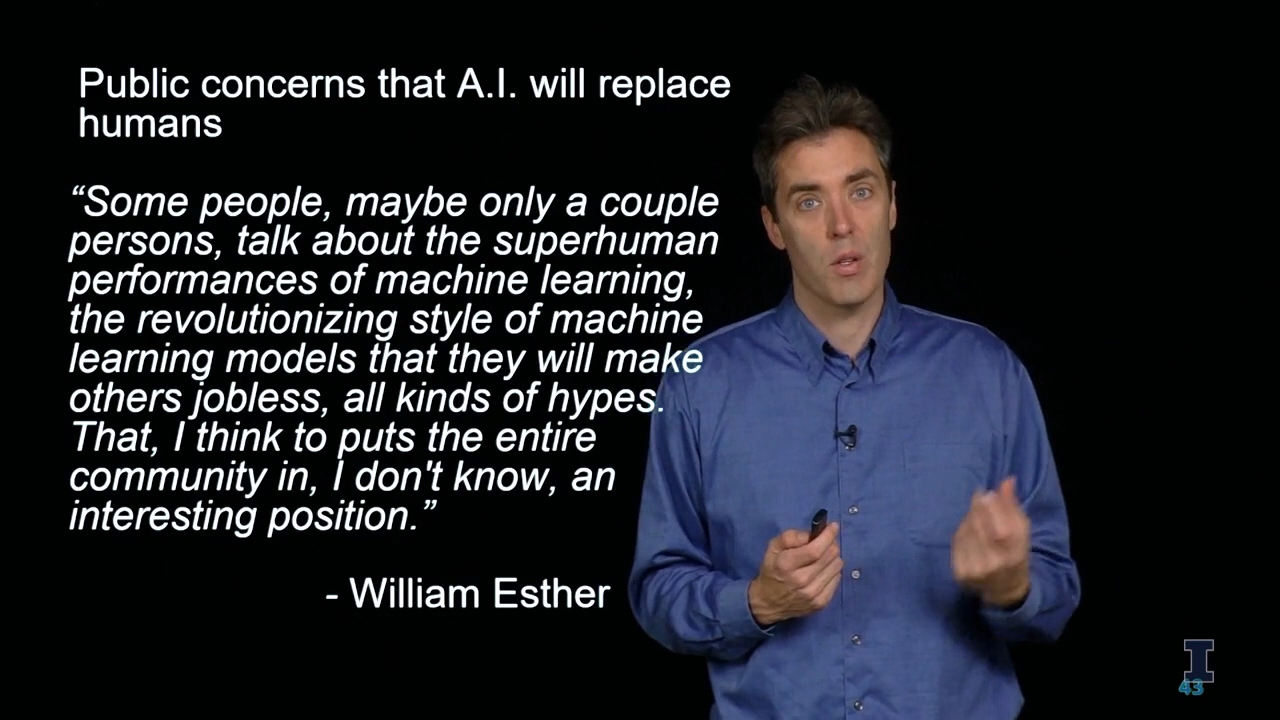 Public concerns that A.I. will replace
humans
“Some people, maybe only a couple
persons, talk about the superhuman
performances of machine learning,
the revolutionizing style of machine
learning models that they will make
others jobless, all kinds of hypes.
That, I think to puts the entire
community in, I don't know, an
interesting position.”
- William Esther
I
43